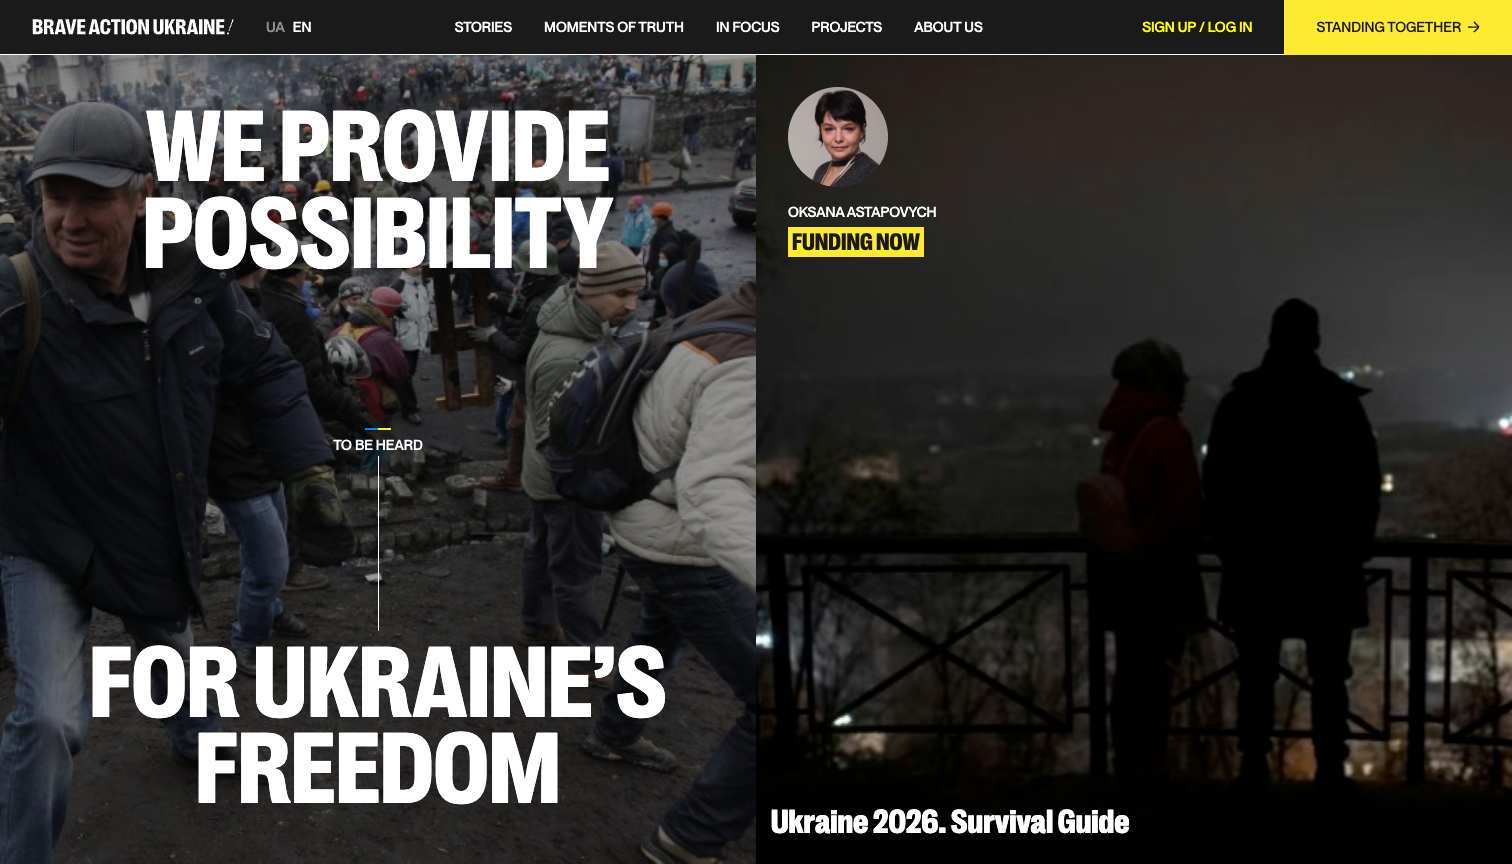 BRAVE ACTION UKRAINE/
UA EN
STORIES
MOMENTS OF TRUTH
IN FOCUS
PROJECTS
ABOUT US
SIGN UP / LOG IN
STANDING TOGETHER →
WE PROVIDE
POSSIBILITY
TO BE HEARD
FOR UKRAINE’S
FREEDOM
OKSANA ASTAPOVYCH
FUNDING NOW
Ukraine 2026. Survival Guide